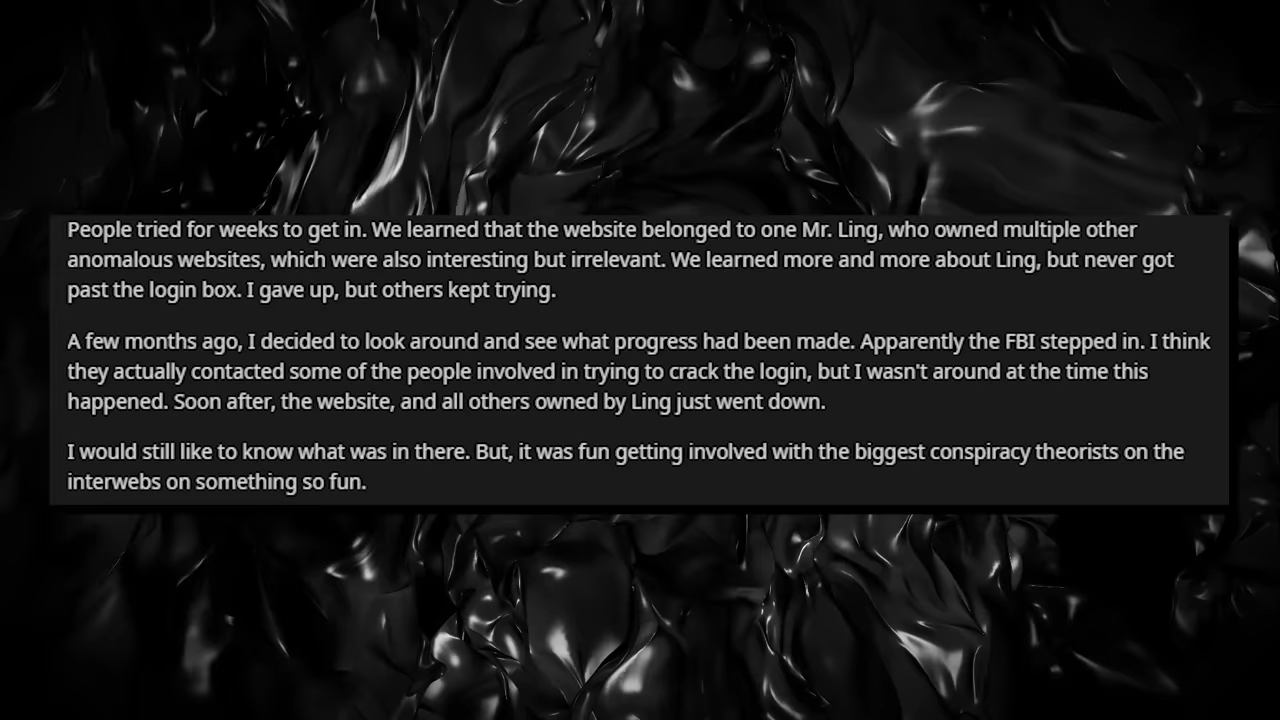 People tried for weeks to get in. We learned that the website belonged to one Mr. Ling, who owned multiple other
anomalous websites, which were also interesting but irrelevant. We learned more and more about Ling, but never got
past the login box. I gave up, but others kept trying.
A few months ago, I decided to look around and see what progress had been made. Apparently the FBI stepped in. I think
they actually contacted some of the people involved in trying to crack the login, but I wasn't around at the time this
happened. Soon after, the website, and all others owned by Ling just went down.
I would still like to know what was in there. But, it was fun getting involved with the biggest conspiracy theorists on the
interwebs on something so fun.